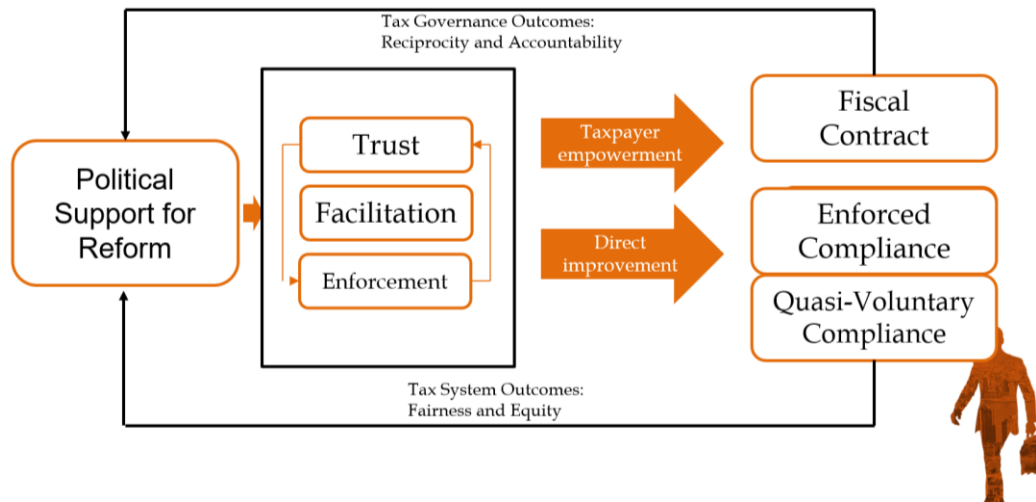 Tax Governance Outcomes:
Reciprocity and Accountability
Political
Support for
Reform
Trust
Facilitation
Enforcement
Taxpayer
empowerment
Direct
improvement
Fiscal
Contract
Enforced
Compliance
Quasi-Voluntary
Compliance
Tax System Outcomes:
Fairness and Equity